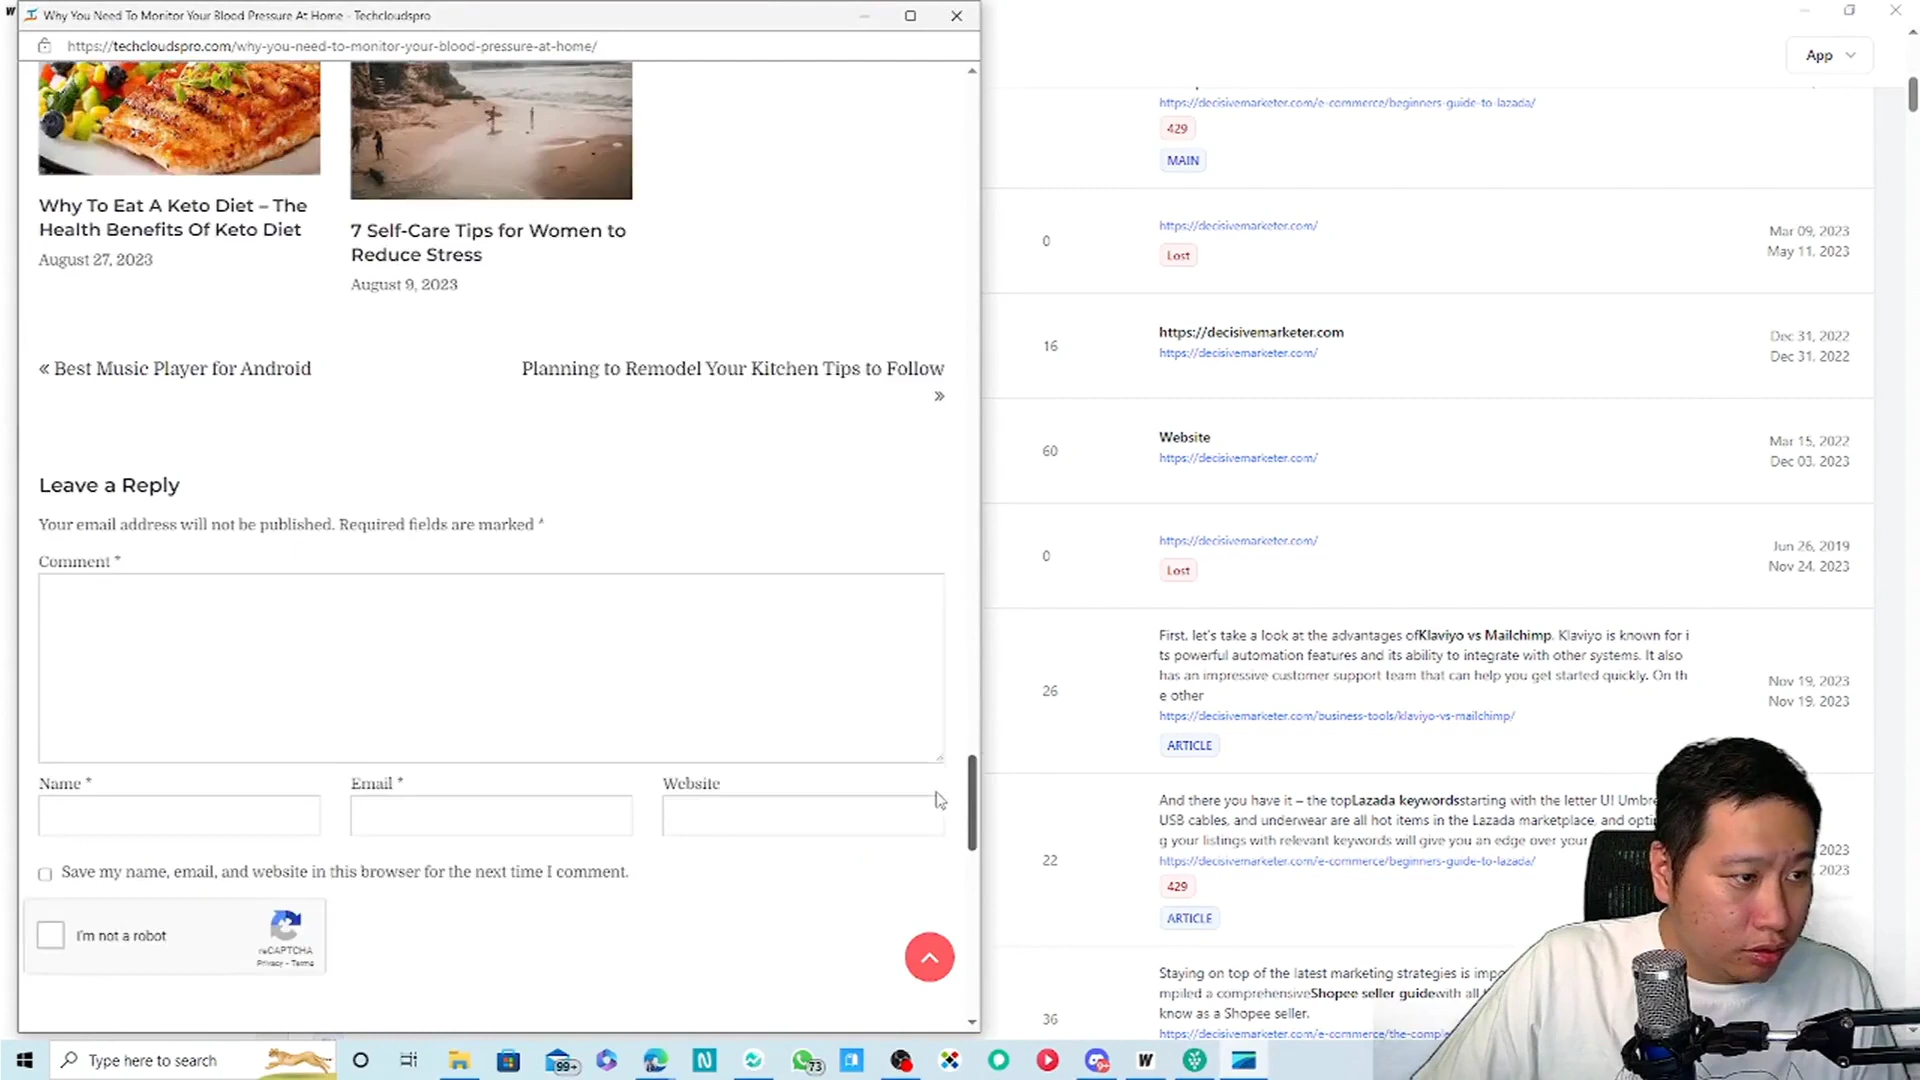 Why You Need To Monitor Your Blood Pressure At Home - Techcloudspro
https://techcloudspro.com/why-you-need-to-monitor-your-blood-pressure-at-home/
Why To Eat A Keto Diet – The
Health Benefits Of Keto Diet
August 27, 2023
7 Self-Care Tips for Women to
Reduce Stress
August 9, 2023
« Best Music Player for Android
Planning to Remodel Your Kitchen Tips to Follow
»
Leave a Reply
Your email address will not be published. Required fields are marked *
Comment *
Name *
Email *
Website
Save my name, email, and website in this browser for the next time I comment.
I'm not a robot
reCAPTCHA
Privacy - Terms
App
https://decisivemarketer.com/e-commerce/beginners-guide-to-lazada/
429
MAIN
0
https://decisivemarketer.com/
Lost
Mar 09, 2023
May 11, 2023
16
https://decisivemarketer.com
https://decisivemarketer.com/
Dec 31, 2022
Dec 31, 2022
60
Website
https://decisivemarketer.com/
Mar 15, 2022
Dec 03, 2023
0
https://decisivemarketer.com/
Lost
Jun 26, 2019
Nov 24, 2023
26
First, let's take a look at the advantages ofKlaviyo vs Mailchimp. Klaviyo is known for i
ts powerful automation features and its ability to integrate with other systems. It also
has an impressive customer support team that can help you get started quickly. On th
e other
https://decisivemarketer.com/business-tools/klaviyo-vs-mailchimp/
ARTICLE
Nov 19, 2023
Nov 19, 2023
22
And there you have it – the topLazada keywordsstarting with the letter U! Umbre
USB cables, and underwear are all hot items in the Lazada marketplace, and opti
g your listings with relevant keywords will give you an edge over your
https://decisivemarketer.com/e-commerce/beginners-guide-to-lazada/
429
ARTICLE
2023
2023
36
Staying on top of the latest marketing strategies is impo
mpiled a comprehensiveShopee seller guidewith all
know as a Shopee seller.
https://decisivemarketer.com/e-commerce/the-comple
Type here to search
99+
73